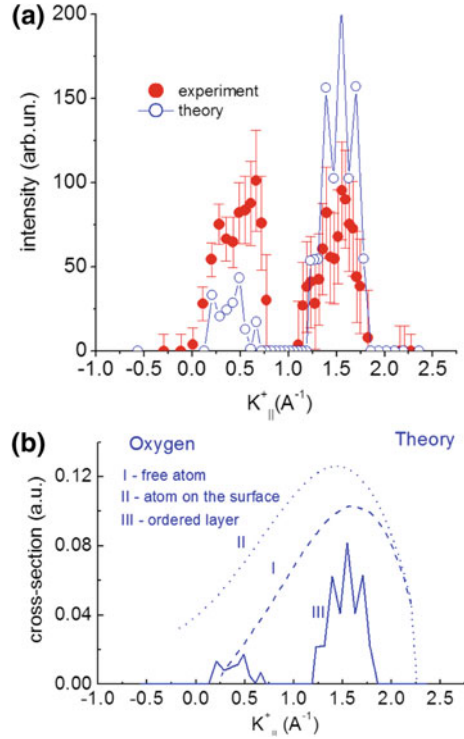 (a)
200
150
100
50
0
intensity (arb.un.)
experiment
theory
-1.0 -0.5 0.0 0.5 1.0 1.5 2.0 2.5
K⁺|| (A⁻¹)
(b)
Oxygen Theory
I - free atom
II - atom on the surface
III - ordered layer
0.12
0.08
0.04
0.00
cross-section (a.u.)
II
I
III
-1.0 -0.5 0.0 0.5 1.0 1.5 2.0 2.5
K⁺|| (A⁻¹)